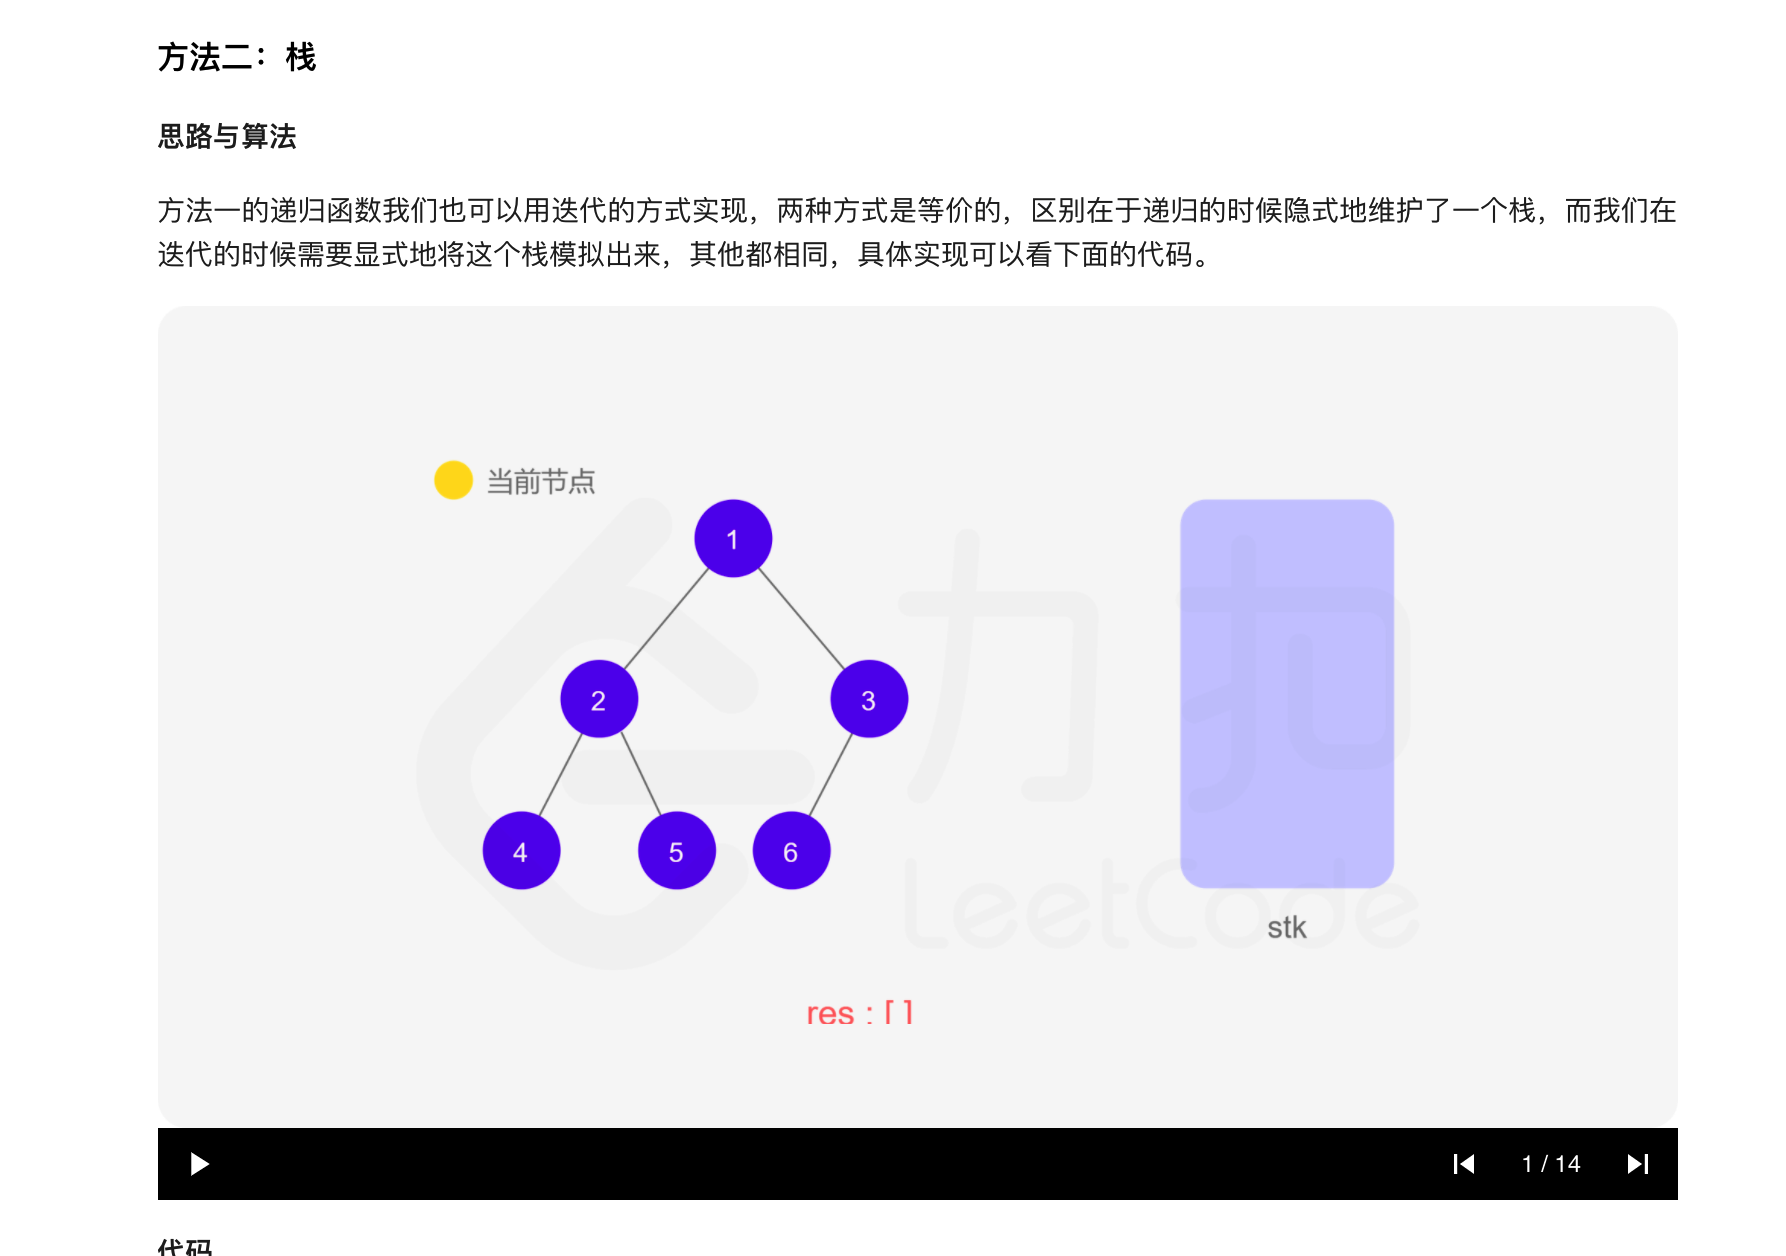 方法二：栈
思路与算法
方法一的递归函数我们也可以用迭代的方式实现，两种方式是等价的，区别在于递归的时候隐式地维护了一个栈，而我们在
迭代的时候需要显式地将这个栈模拟出来，其他都相同，具体实现可以看下面的代码。
当前节点
1
2
3
4
5
6
力扣
LeetCode
stk
res : [ ]
1 / 14
代码